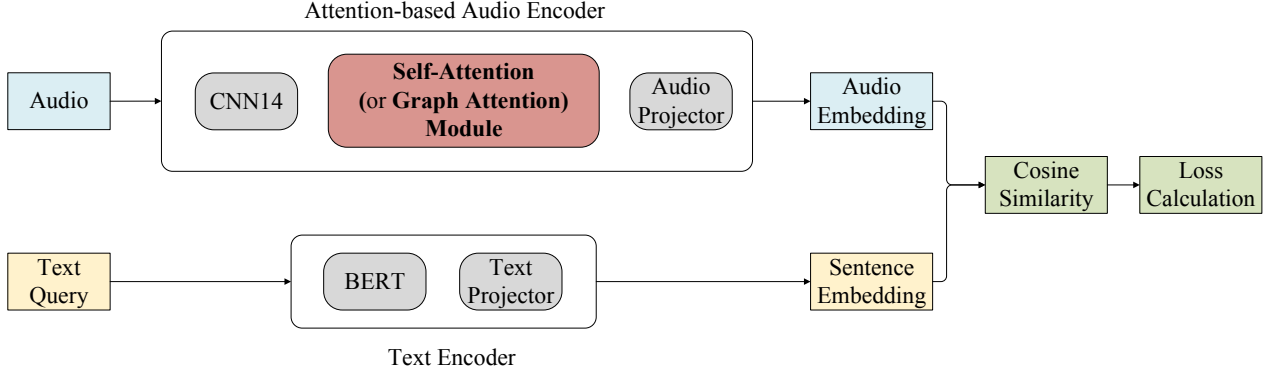 Attention-based Audio Encoder
Audio
CNN14
Self-Attention
(or Graph Attention)
Module
Audio
Projector
Audio
Embedding
Cosine
Similarity
Loss
Calculation
Text
Query
BERT
Text
Projector
Sentence
Embedding
Text Encoder